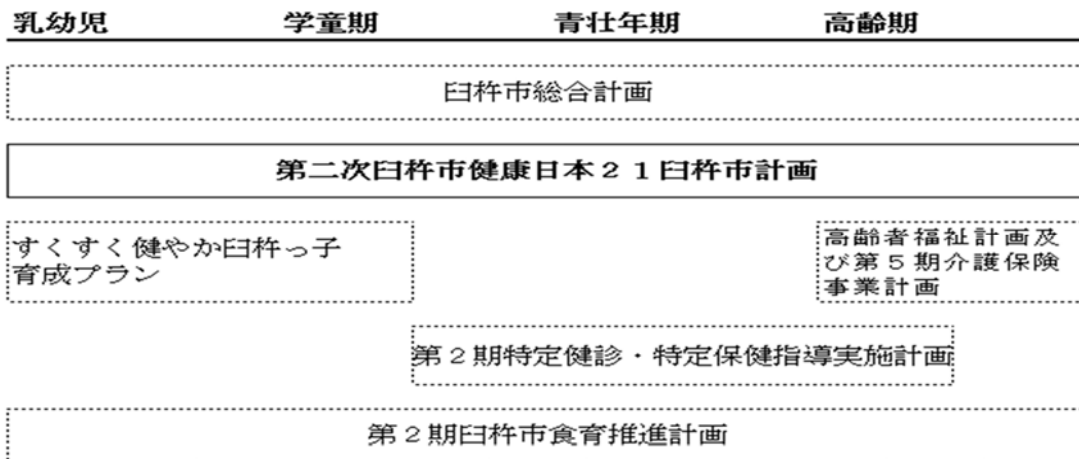 乳幼児 学童期 青壮年期 高齢期
臼杵市総合計画
第二次臼杵市健康日本２１臼杵市計画
すくすく健やか臼杵っ子
育成プラン
高齢者福祉計画及
び第５期介護保険
事業計画
第２期特定健診・特定保健指導実施計画
第２期臼杵市食育推進計画